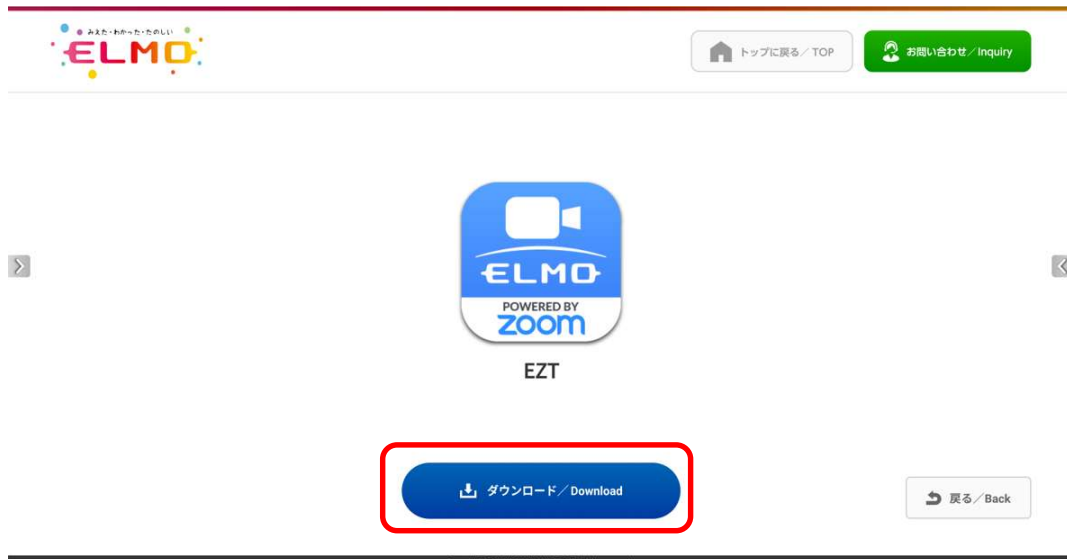 みえた・わかった・たのしい
ELMO
トップに戻る／TOP
お問い合わせ／Inquiry
ELMO
POWERED BY
zoom
EZT
ダウンロード／Download
戻る／Back